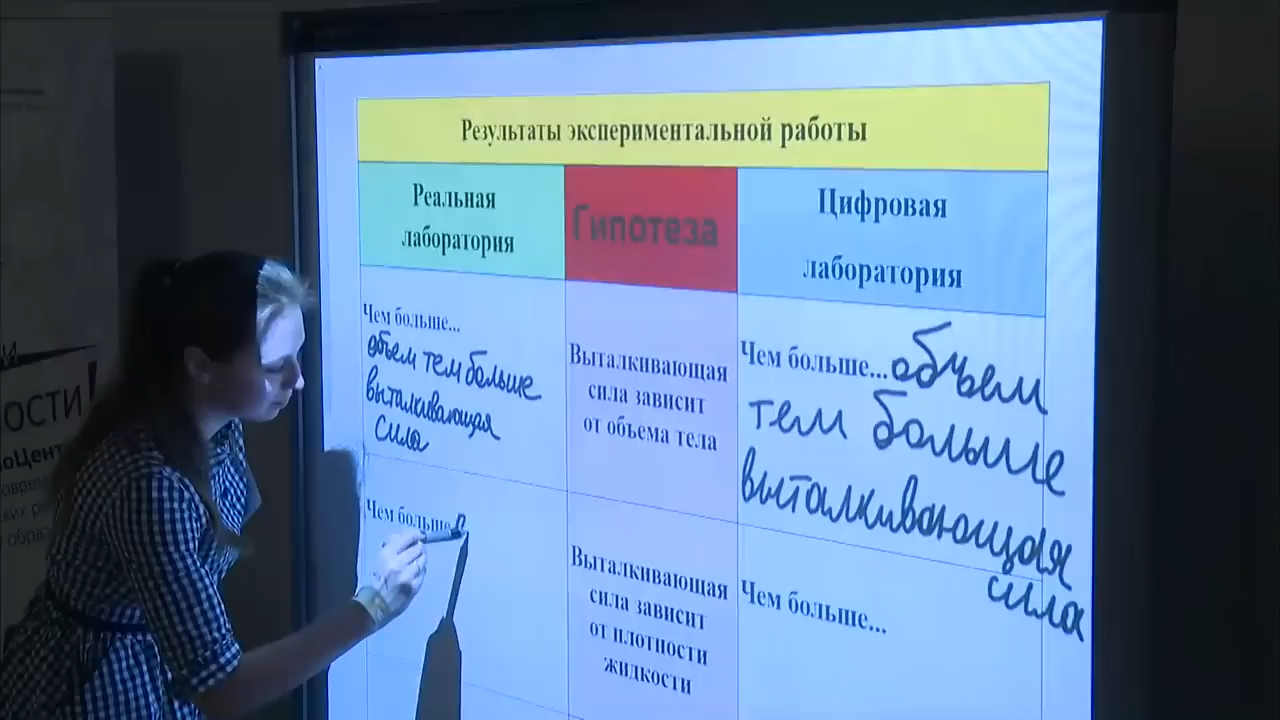 Результаты экспериментальной работы
Реальная
лаборатория
Гипотеза
Цифровая
лаборатория
Чем больше...
объем тем больше
выталкивающая
сила
Выталкивающая
сила зависит
от объема тела
Чем больше... объем
тем больше
выталкивающая
сила
Чем больше
Выталкивающая
сила зависит
от плотности
жидкости
Чем больше...
И
ОСТИ!